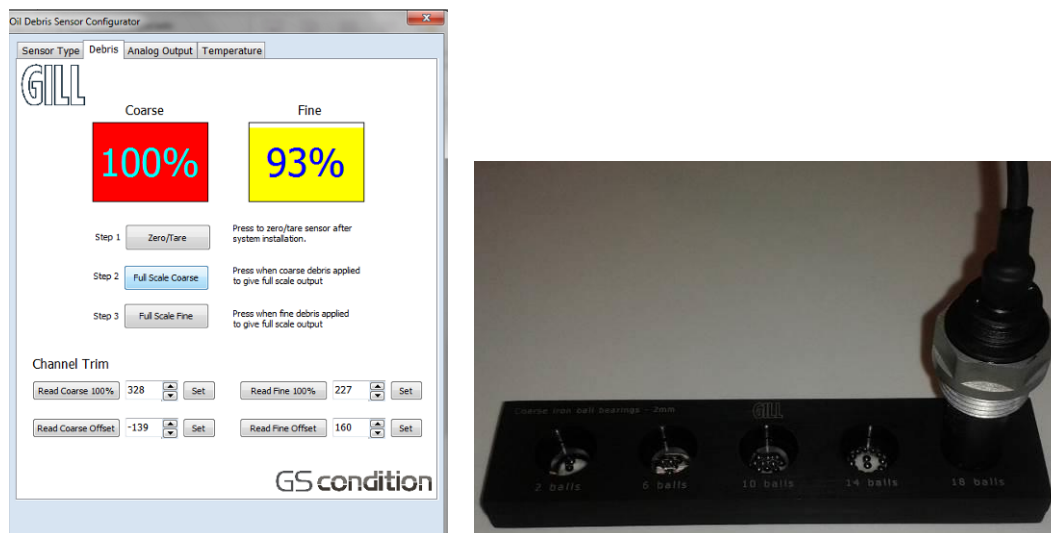 Oil Debris Sensor Configurator
Sensor Type Debris Analog Output Temperature
GILL
Coarse Fine
100% 93%
Step 1 Zero/Tare Press to zero/tare sensor after
system installation.
Step 2 Full Scale Coarse Press when coarse debris applied
to give full scale output
Step 3 Full Scale Fine Press when fine debris applied
to give full scale output
Channel Trim
Read Coarse 100% 328 Set Read Fine 100% 227 Set
Read Coarse Offset -139 Set Read Fine Offset 160 Set
GScondition
Coarse iron ball bearings - 2mm GILL
2 balls 6 balls 10 balls 14 balls 18 balls